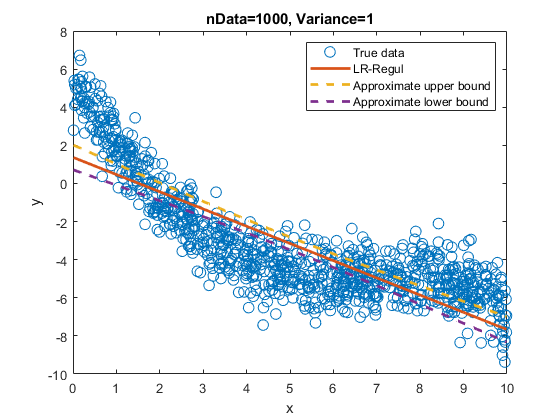 nData=1000, Variance=1
True data
LR-Regul
Approximate upper bound
Approximate lower bound
8
6
4
2
0
-2
-4
-6
-8
-10
y
0 1 2 3 4 5 6 7 8 9 10
x